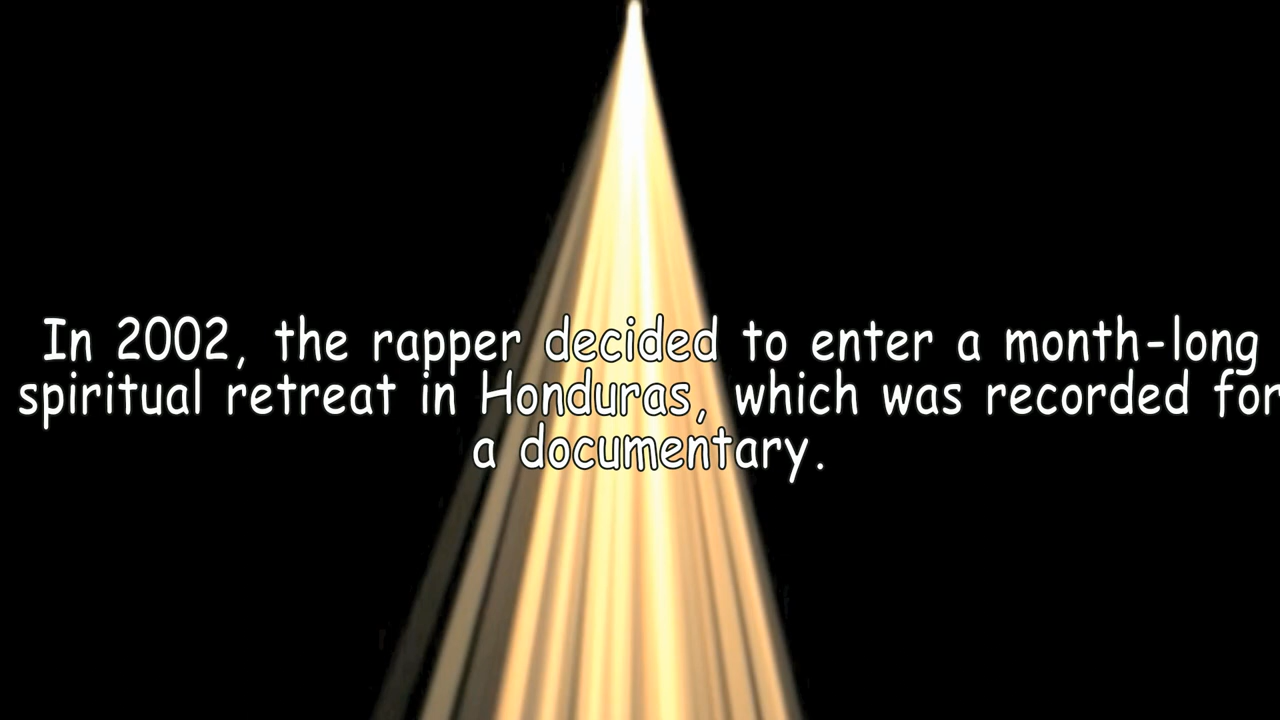 In 2002, the rapper decided to enter a month-long
spiritual retreat in Honduras, which was recorded for
a documentary.